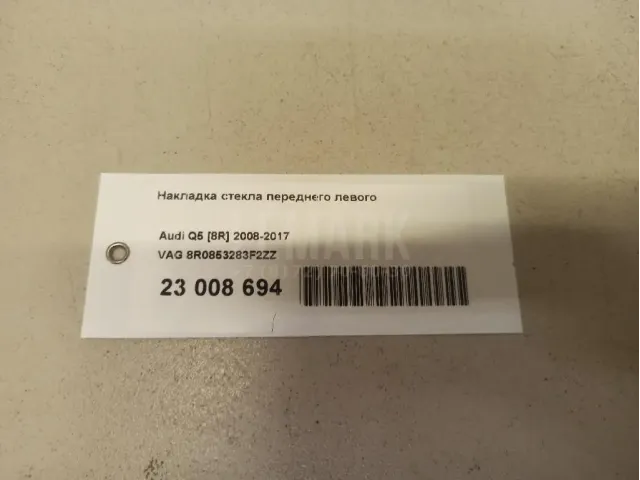 Накладка стекла переднего левого
Audi Q5 [8R] 2008-2017
VAG 8R0853283F2ZZ
23 008 694